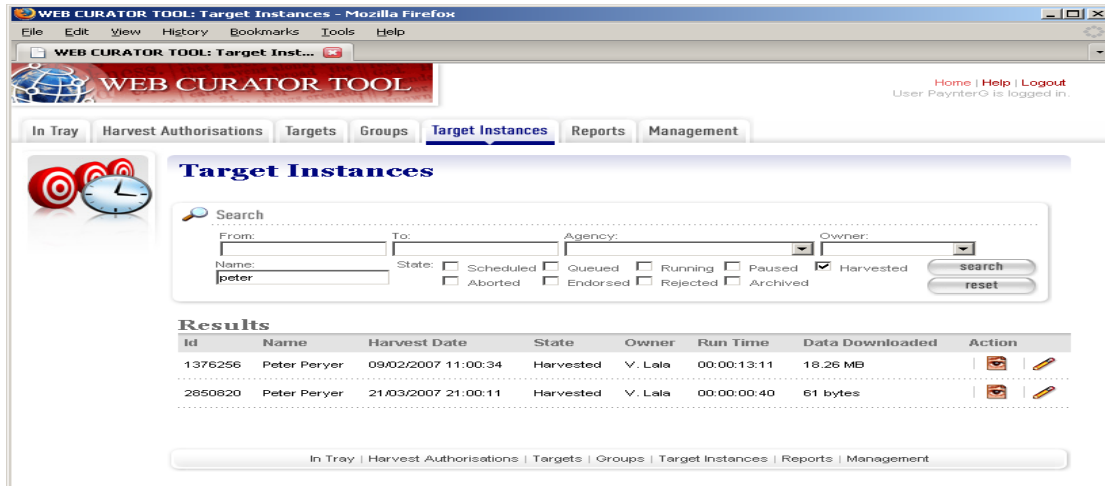 WEB CURATOR TOOL: Target Instances - Mozilla Firefox
File Edit View History Bookmarks Tools Help
WEB CURATOR TOOL: Target Inst...
WEB CURATOR TOOL
Home | Help | Logout
User PaynterG is logged in.
In Tray Harvest Authorisations Targets Groups Target Instances Reports Management
Target Instances
Search
From: To: Agency: Owner:
Name: State: Scheduled Queued Running Paused Harvested search
peter Aborted Endorsed Rejected Archived reset
Results
Id Name Harvest Date State Owner Run Time Data Downloaded Action
1376256 Peter Peryer 09/02/2007 11:00:34 Harvested V. Lala 00:00:13:11 18.26 MB
2850820 Peter Peryer 21/03/2007 21:00:11 Harvested V. Lala 00:00:00:40 61 bytes
In Tray | Harvest Authorisations | Targets | Groups | Target Instances | Reports | Management